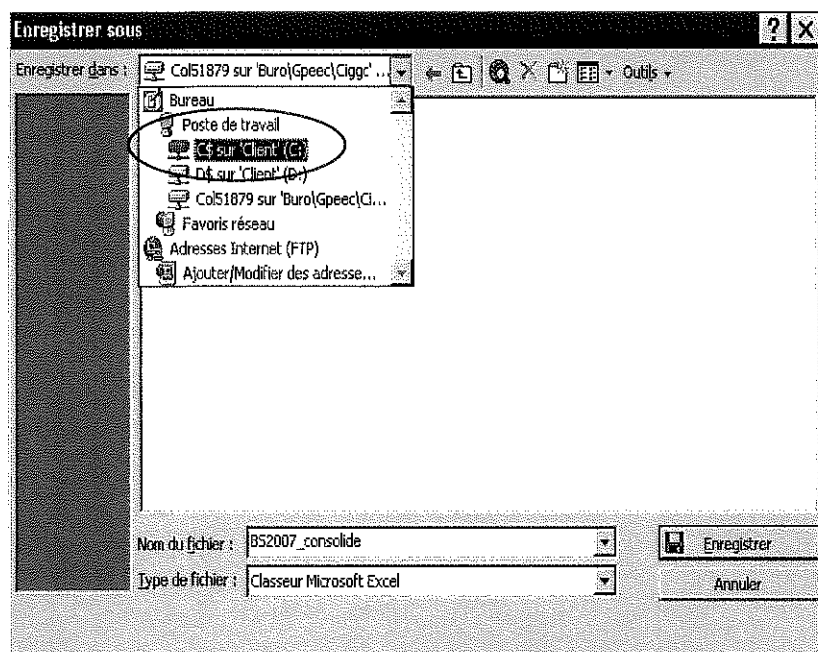 Enregistrer sous
Enregistrer dans : Col51879 sur 'Buro\Gpeec\Ciggc' ... Outils
Bureau
Poste de travail
C$ sur 'Client' (C:)
D$ sur 'Client' (D:)
Col51879 sur 'Buro\Gpeec\Ci...
Favoris réseau
Adresses Internet (FTP)
Ajouter/Modifier des adresse...
Nom du fichier : BS2007_consolide Enregistrer
Type de fichier : Classeur Microsoft Excel Annuler